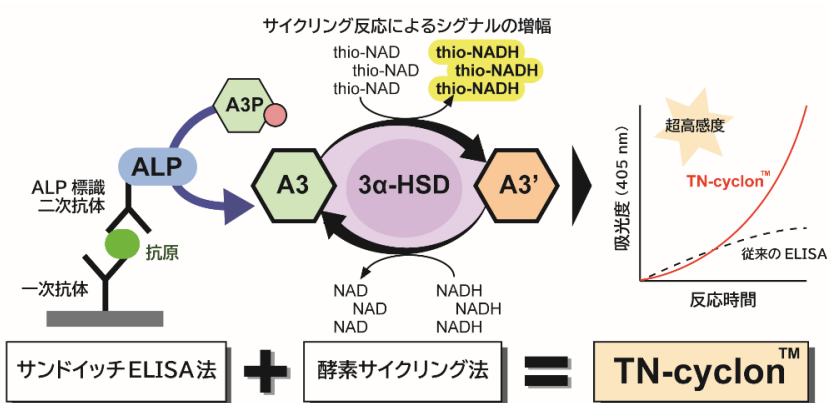 サイクリング反応によるシグナルの増幅
thio-NAD
thio-NAD
thio-NAD
thio-NADH
thio-NADH
thio-NADH
A3P
ALP
ALP 標識
二次抗体
抗原
一次抗体
A3
3α-HSD
A3'
NAD
NAD
NAD
NADH
NADH
NADH
超高感度
TN-cyclon™
従来の ELISA
吸光度 (405 nm)
反応時間
サンドイッチELISA法
+
酵素サイクリング法
=
TN-cyclon™